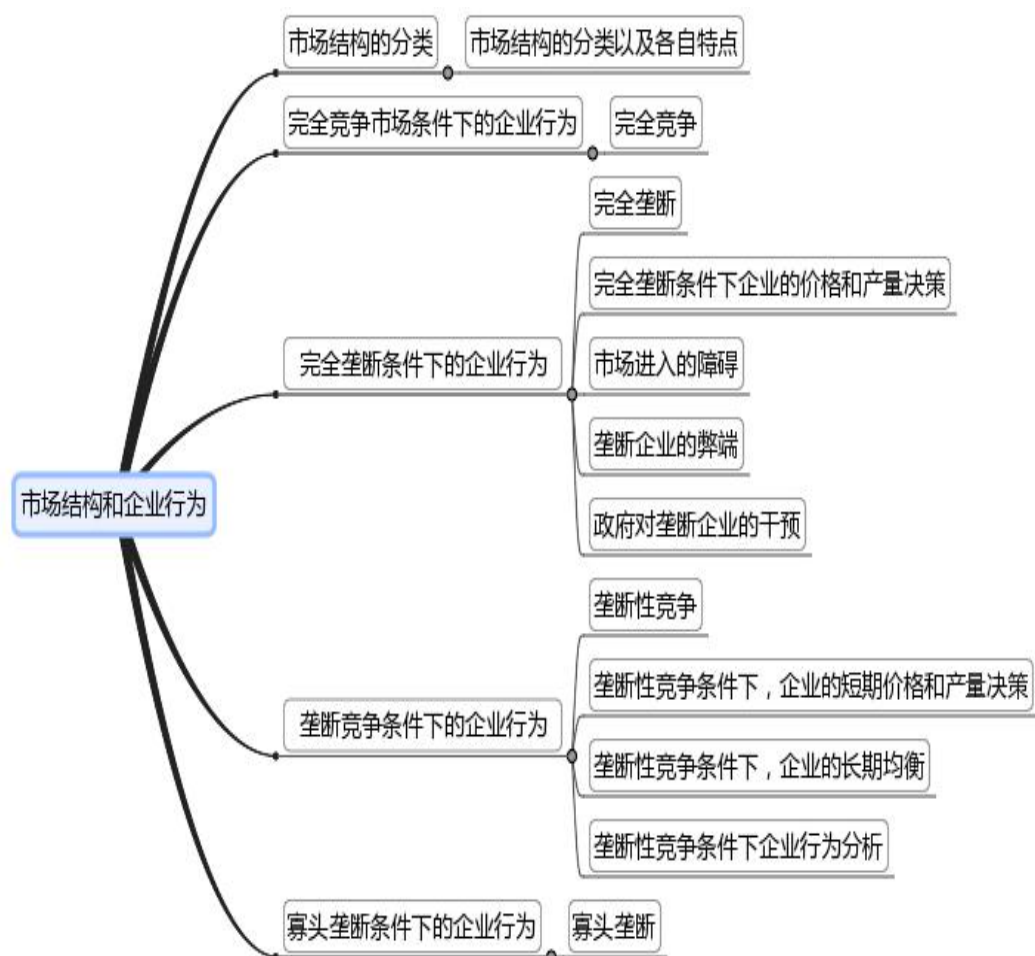 市场结构的分类
市场结构的分类以及各自特点
完全竞争市场条件下的企业行为
完全竞争
完全垄断
完全垄断条件下企业的价格和产量决策
完全垄断条件下的企业行为
市场进入的障碍
垄断企业的弊端
市场结构和企业行为
政府对垄断企业的干预
垄断性竞争
垄断性竞争条件下，企业的短期价格和产量决策
垄断竞争条件下的企业行为
垄断性竞争条件下，企业的长期均衡
垄断性竞争条件下企业行为分析
寡头垄断条件下的企业行为
寡头垄断